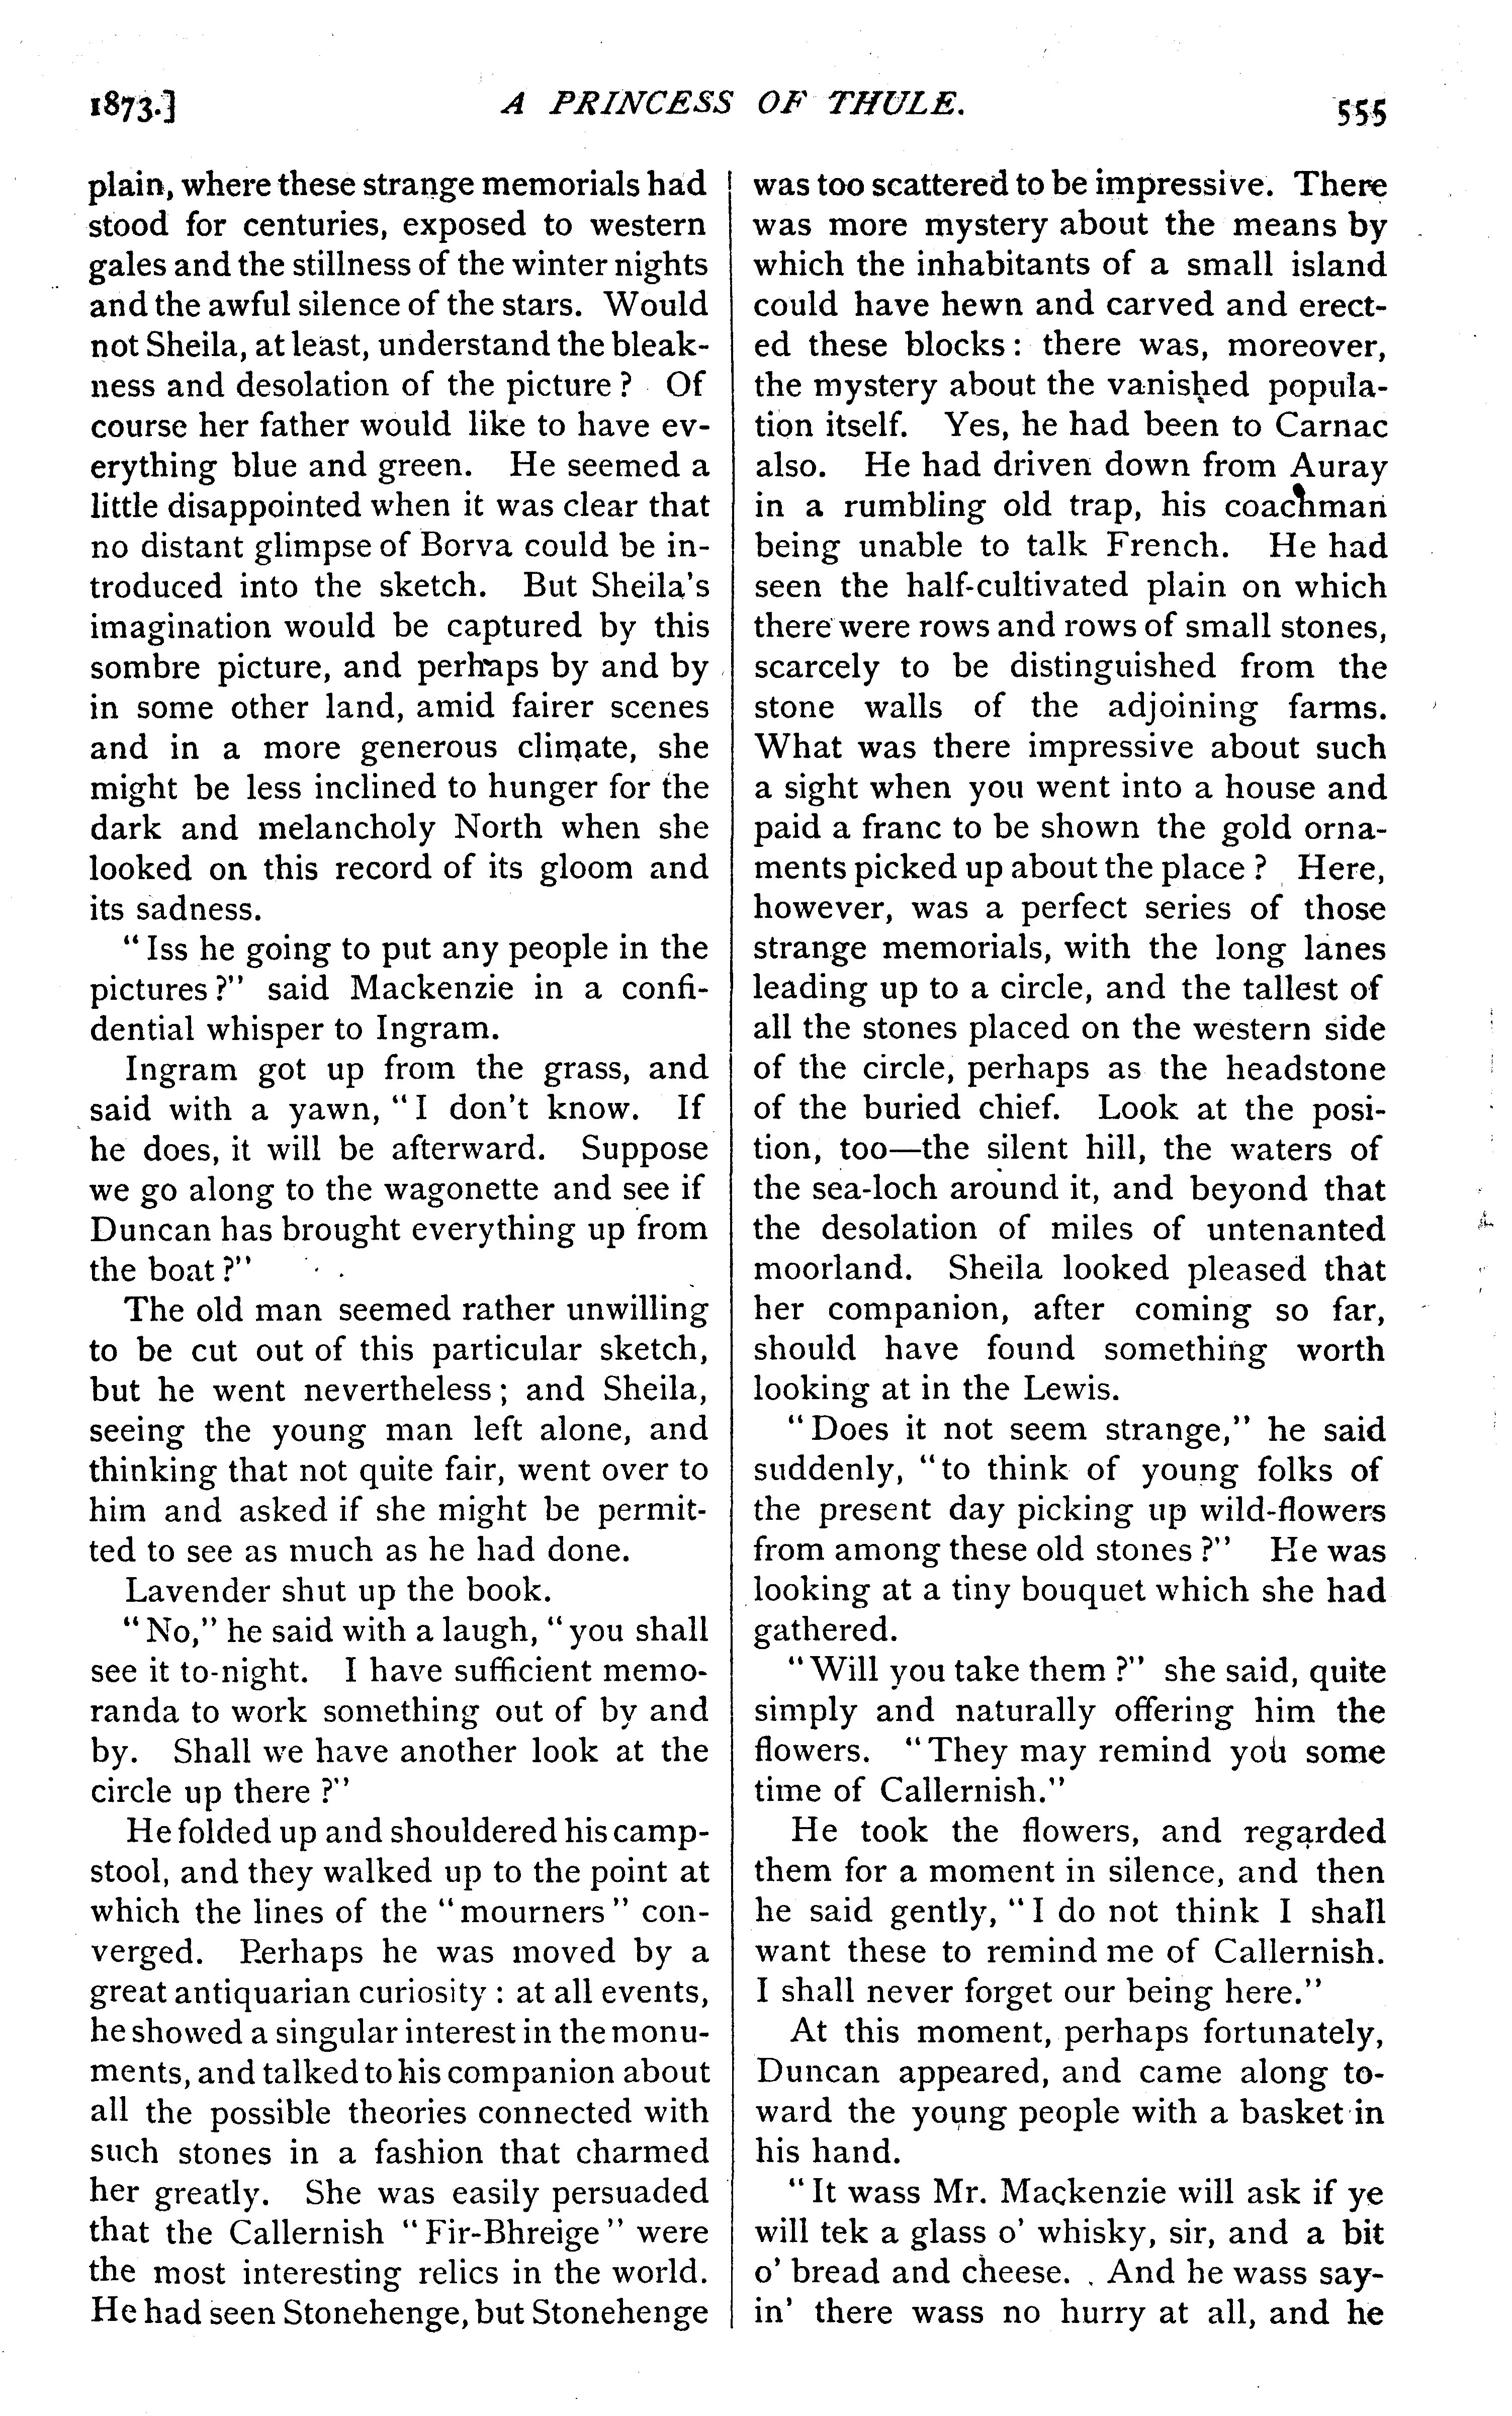 1873.] A PRINCESS OF THULE. 555
plain, where these strange memorials had
stood for centuries, exposed to western
gales and the stillness of the winter nights
and the awful silence of the stars. Would
not Sheila, at least, understand the bleak-
ness and desolation of the picture? Of
course her father would like to have ev-
erything blue and green. He seemed a
little disappointed when it was clear that
no distant glimpse of Borva could be in-
troduced into the sketch. But Sheila's
imagination would be captured by this
sombre picture, and perhaps by and by
in some other land, amid fairer scenes
and in a more generous climate, she
might be less inclined to hunger for the
dark and melancholy North when she
looked on this record of its gloom and
its sadness.
"Iss he going to put any people in the
pictures?" said Mackenzie in a confi-
dential whisper to Ingram.
Ingram got up from the grass, and
said with a yawn, "I don't know. If
he does, it will be afterward. Suppose
we go along to the wagonette and see if
Duncan has brought everything up from
the boat?"
The old man seemed rather unwilling
to be cut out of this particular sketch,
but he went nevertheless; and Sheila,
seeing the young man left alone, and
thinking that not quite fair, went over to
him and asked if she might be permit-
ted to see as much as he had done.
Lavender shut up the book.
"No," he said with a laugh, "you shall
see it to-night. I have sufficient memo-
randa to work something out of by and
by. Shall we have another look at the
circle up there?"
He folded up and shouldered his camp-
stool, and they walked up to the point at
which the lines of the "mourners" con-
verged. Perhaps he was moved by a
great antiquarian curiosity: at all events,
he showed a singular interest in the monu-
ments, and talked to his companion about
all the possible theories connected with
such stones in a fashion that charmed
her greatly. She was easily persuaded
that the Callernish "Fir-Bhreige" were
the most interesting relics in the world.
He had seen Stonehenge, but Stonehenge
was too scattered to be impressive. There
was more mystery about the means by
which the inhabitants of a small island
could have hewn and carved and erect-
ed these blocks: there was, moreover,
the mystery about the vanished popula-
tion itself. Yes, he had been to Carnac
also. He had driven down from Auray
in a rumbling old trap, his coachman
being unable to talk French. He had
seen the half-cultivated plain on which
there were rows and rows of small stones,
scarcely to be distinguished from the
stone walls of the adjoining farms.
What was there impressive about such
a sight when you went into a house and
paid a franc to be shown the gold orna-
ments picked up about the place? Here,
however, was a perfect series of those
strange memorials, with the long lanes
leading up to a circle, and the tallest of
all the stones placed on the western side
of the circle, perhaps as the headstone
of the buried chief. Look at the posi-
tion, too—the silent hill, the waters of
the sea-loch around it, and beyond that
the desolation of miles of untenanted
moorland. Sheila looked pleased that
her companion, after coming so far,
should have found something worth
looking at in the Lewis.
"Does it not seem strange," he said
suddenly, "to think of young folks of
the present day picking up wild-flowers
from among these old stones?" He was
looking at a tiny bouquet which she had
gathered.
"Will you take them?" she said, quite
simply and naturally offering him the
flowers. "They may remind you some
time of Callernish."
He took the flowers, and regarded
them for a moment in silence, and then
he said gently, "I do not think I shall
want these to remind me of Callernish.
I shall never forget our being here."
At this moment, perhaps fortunately,
Duncan appeared, and came along to-
ward the young people with a basket in
his hand.
"It wass Mr. Mackenzie will ask if ye
will tek a glass o' whisky, sir, and a bit
o' bread and cheese. And he wass say-
in' there wass no hurry at all, and he